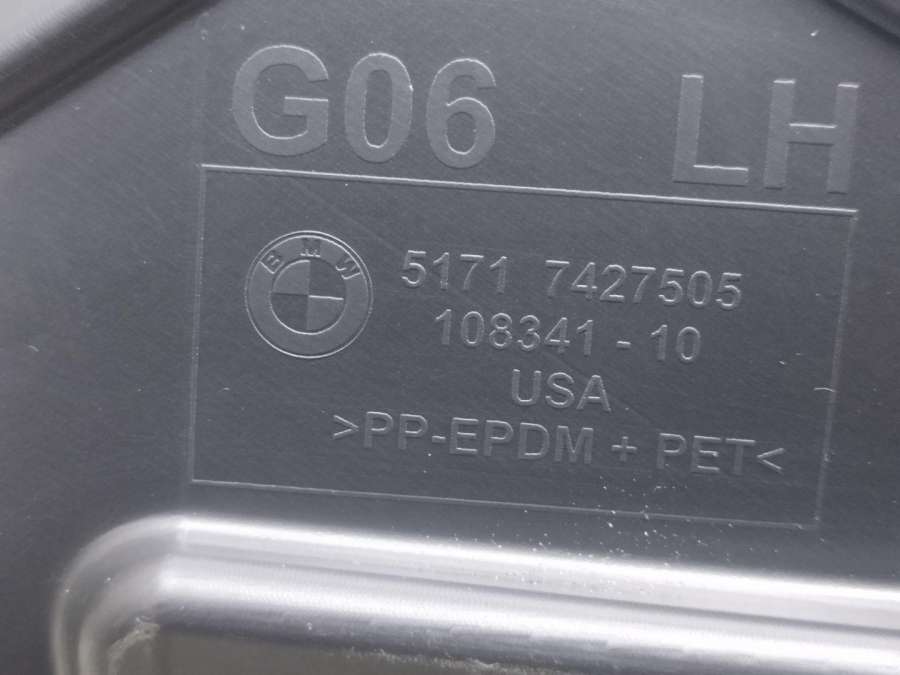 G06 LH
BMW
5171 7427505
108341 - 10
USA
>PP-EPDM + PET<